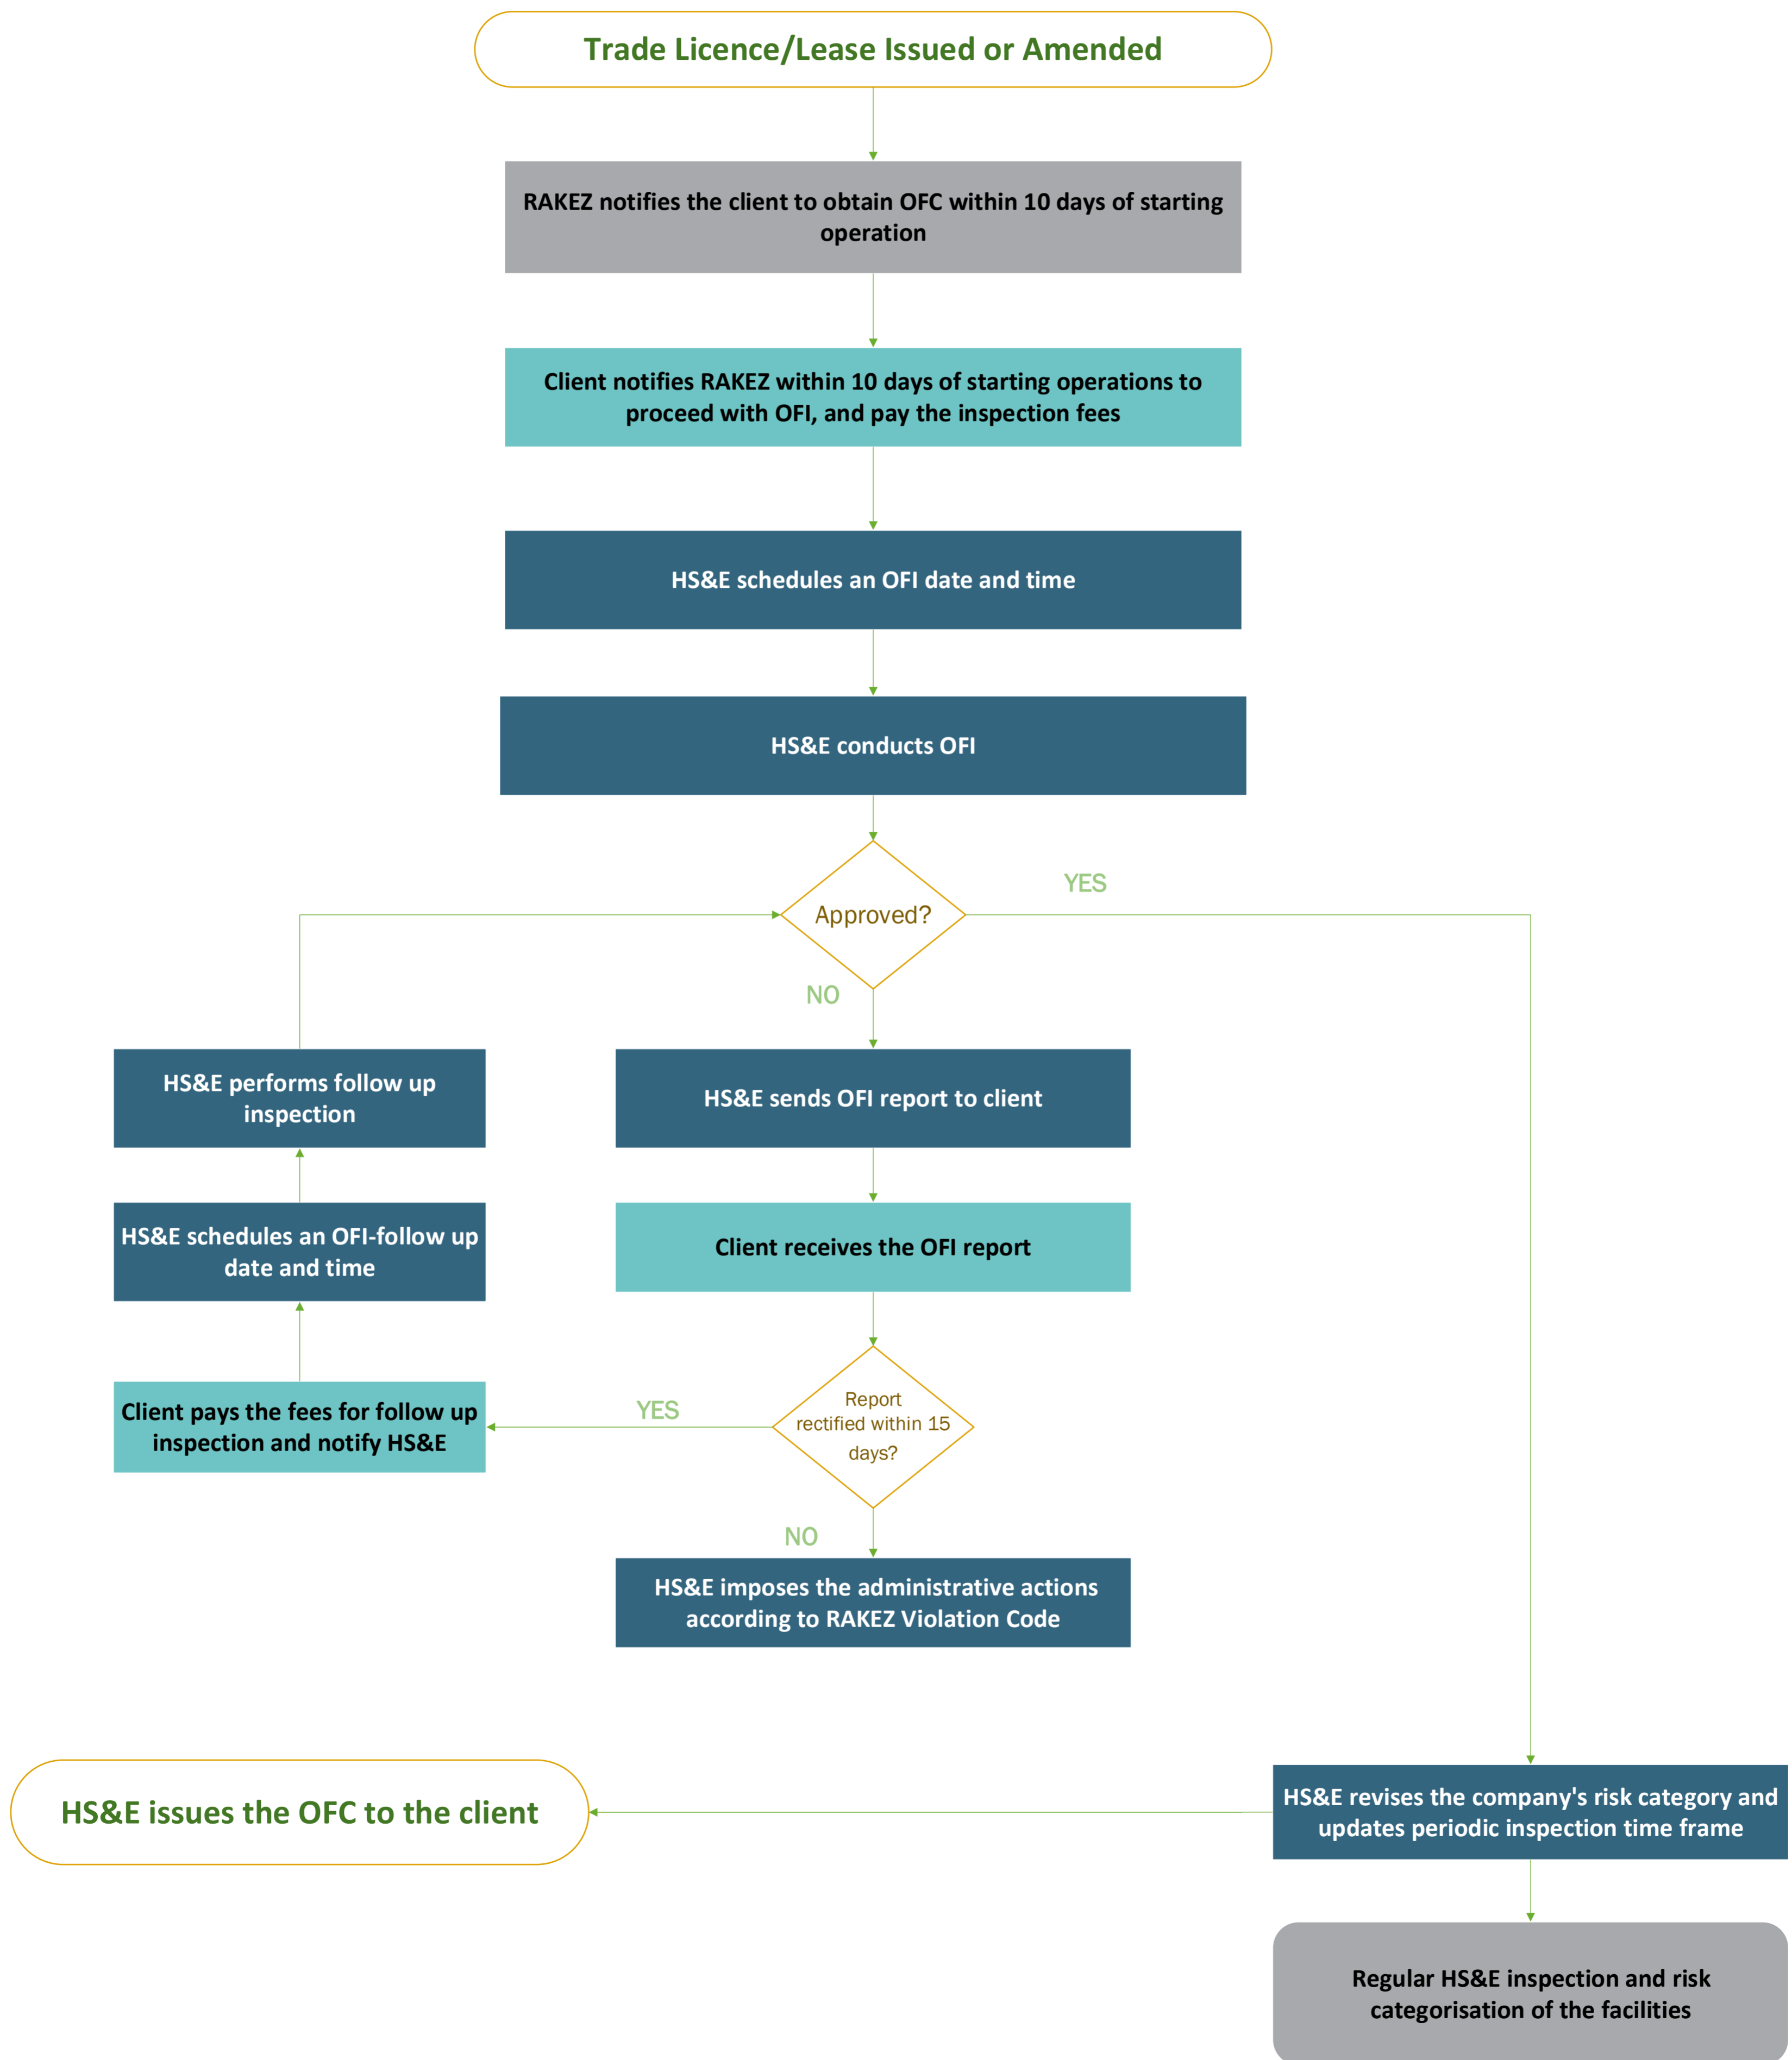 Trade Licence/Lease Issued or Amended
RAKEZ notifies the client to obtain OFC within 10 days of starting
operation
Client notifies RAKEZ within 10 days of starting operations to
proceed with OFI, and pay the inspection fees
HS&E schedules an OFI date and time
HS&E conducts OFI
Approved?
YES
NO
HS&E performs follow up
inspection
HS&E sends OFI report to client
HS&E schedules an OFI-follow up
date and time
Client receives the OFI report
Client pays the fees for follow up
inspection and notify HS&E
YES
Report
rectified within 15
days?
NO
HS&E imposes the administrative actions
according to RAKEZ Violation Code
HS&E issues the OFC to the client
HS&E revises the company's risk category and
updates periodic inspection time frame
Regular HS&E inspection and risk
categorisation of the facilities